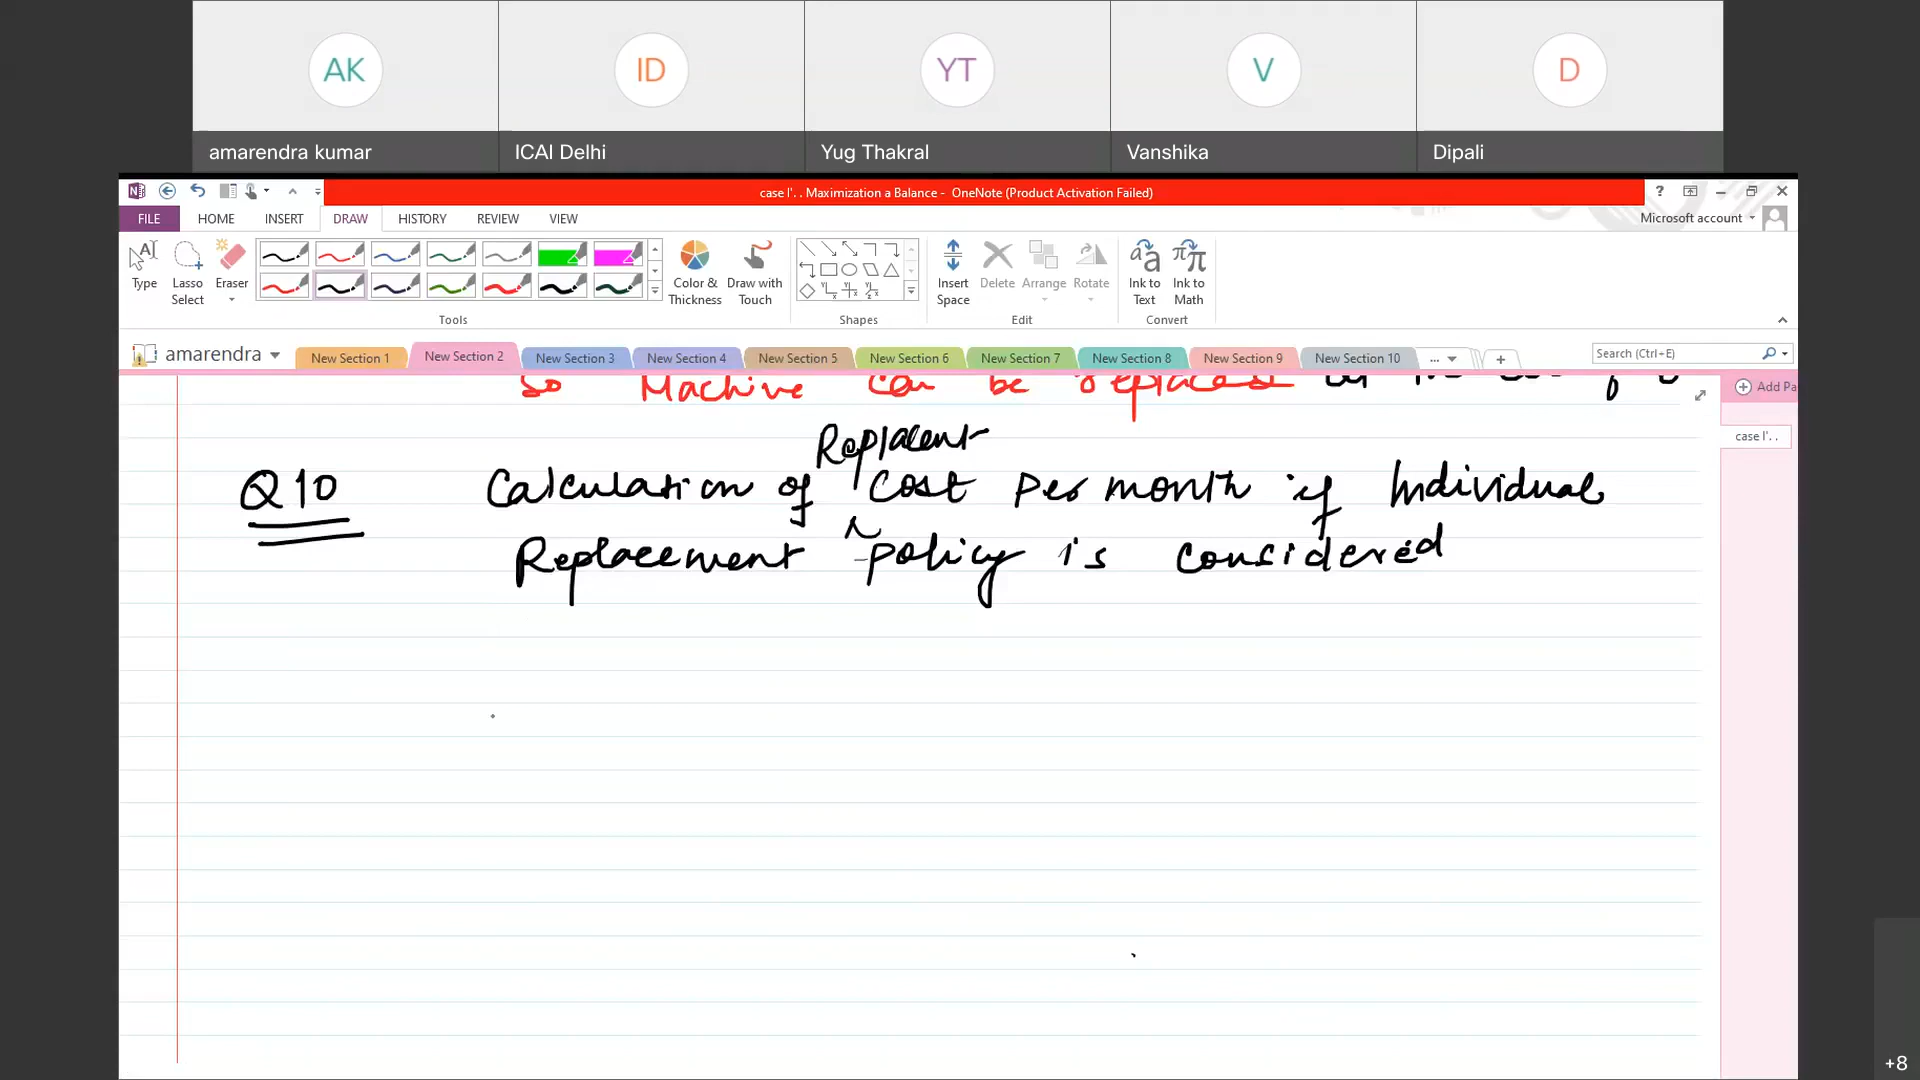 AK ID YT V D
amarendra kumar ICAI Delhi Yug Thakral Vanshika Dipali
case I'. . Maximization a Balance - OneNote (Product Activation Failed)
FILE HOME INSERT DRAW HISTORY REVIEW VIEW
Microsoft account
Type Lasso Select Eraser
Color & Thickness Draw with Touch
Insert Space Delete Arrange Rotate Ink to Text Ink to Math
Tools Shapes Edit Convert
amarendra New Section 1 New Section 2 New Section 3 New Section 4 New Section 5 New Section 6 New Section 7 New Section 8 New Section 9 New Section 10 ... Search (Ctrl+E)
Add Pa
case I'. .
so Machine can be
Q10 Calculation of cost per month if Individual
Replacement policy is considered
+8